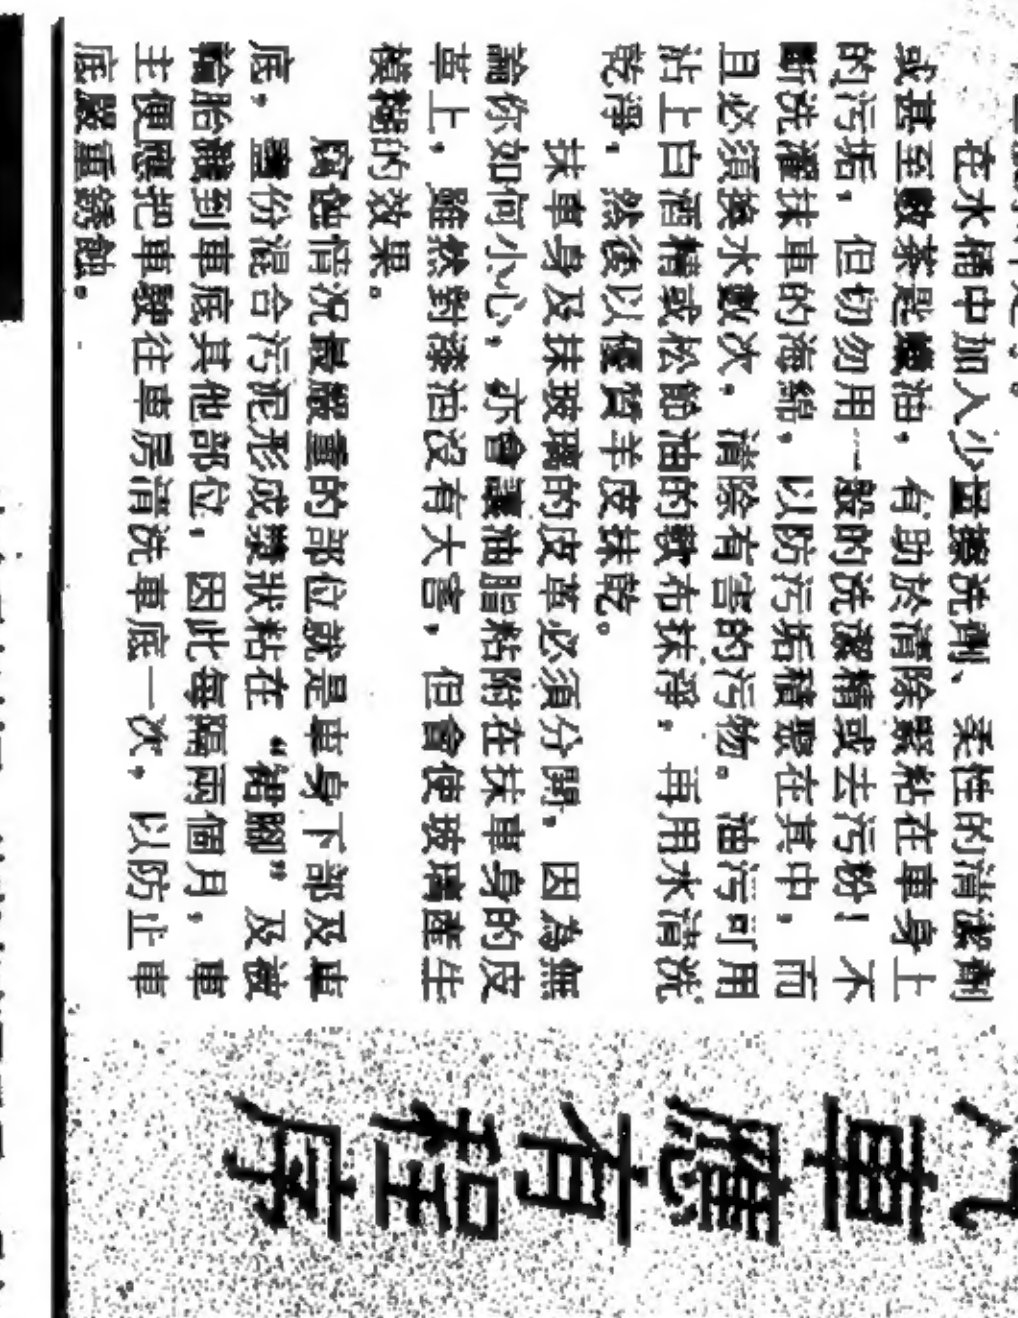 汽車應有程序
在水桶中加入少量擦洗劑、柔性的清潔劑
或甚至數茶匙臘油,有助於清除緊粘在車身上
的污垢,但切勿用一般的洗潔精或去污粉!不
斷洗濯抹車的海綿,以防污垢積聚在其中,而
且必須換水數次,清除有害的污物。油污可用
沾上白酒精或松節油的軟布抹淨,再用水清洗
乾淨,然後以優質羊皮抹乾。
抹車身及抹玻璃的皮革必須分開,因為無
論你如何小心,亦會讓油脂粘附在抹車身的皮
革上,雖然對漆油沒有大害,但會使玻璃產生
模糊的效果。
腐蝕情況最嚴重的部位就是車身下部及車
底,鹽份混合污泥形成漿狀粘在“褶腳”及被
輪胎濺到車底其他部位,因此每隔兩個月,車
主便應把車駛往車房清洗車底一次,以防止車
底嚴重銹蝕。